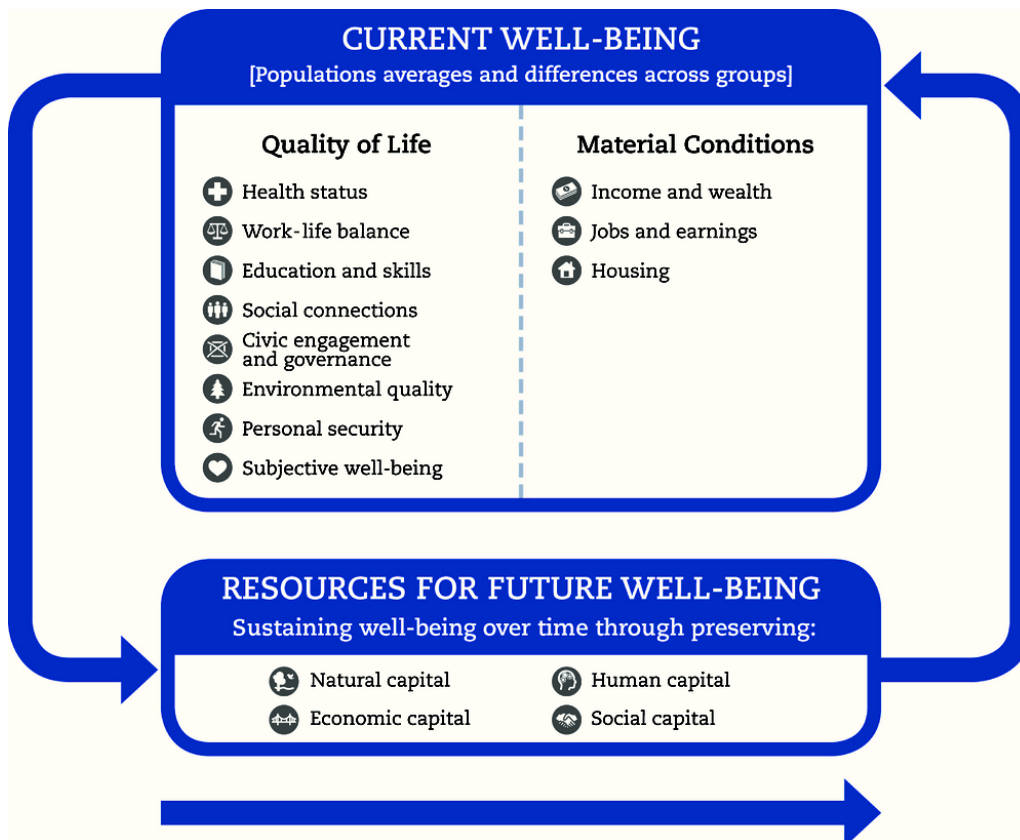 CURRENT WELL-BEING
[Populations averages and differences across groups]
Quality of Life
Health status
Work-life balance
Education and skills
Social connections
Civic engagement
and governance
Environmental quality
Personal security
Subjective well-being
Material Conditions
Income and wealth
Jobs and earnings
Housing
RESOURCES FOR FUTURE WELL-BEING
Sustaining well-being over time through preserving:
Natural capital
Economic capital
Human capital
Social capital